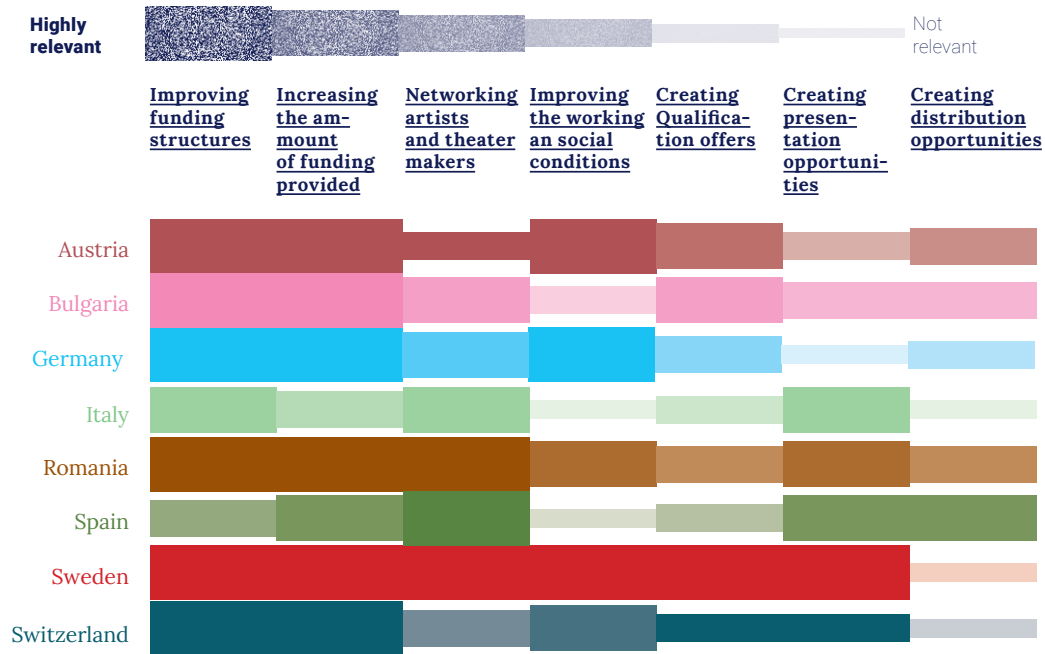 Highly
relevant
Not
relevant
Improving
funding
structures
Increasing
the am-
mount
of funding
provided
Networking
artists
and theater
makers
Improving
the working
an social
conditions
Creating
Qualifica-
tion offers
Creating
presen-
tation
opportuni-
ties
Creating
distribution
opportunities
Austria
Bulgaria
Germany
Italy
Romania
Spain
Sweden
Switzerland